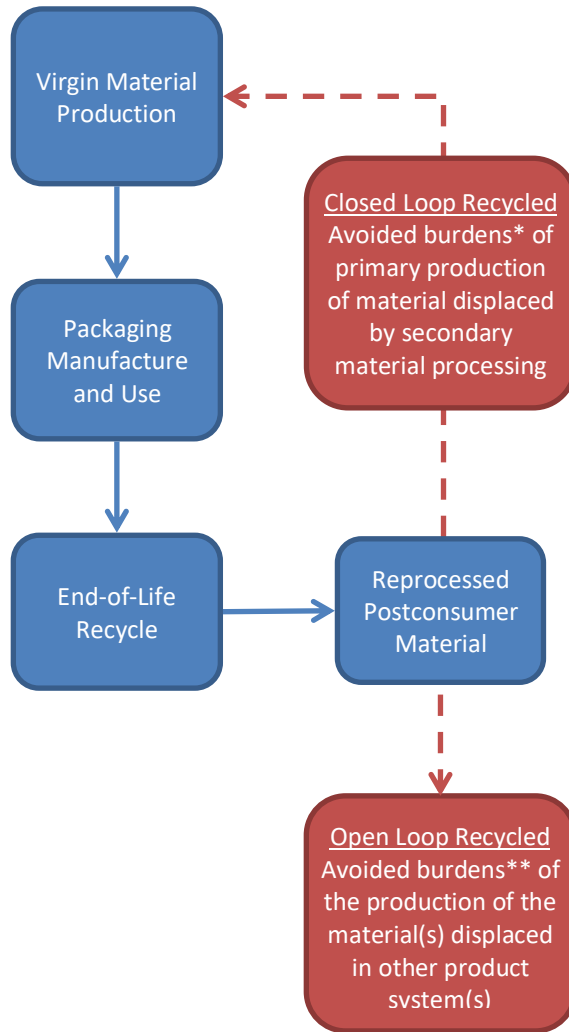 Virgin Material
Production
Closed Loop Recycled
Avoided burdens* of
primary production
of material displaced
by secondary
material processing
Packaging
Manufacture
and Use
End-of-Life
Recycle
Reprocessed
Postconsumer
Material
Open Loop Recycled
Avoided burdens** of
the production of the
material(s) displaced
in other product
system(s)